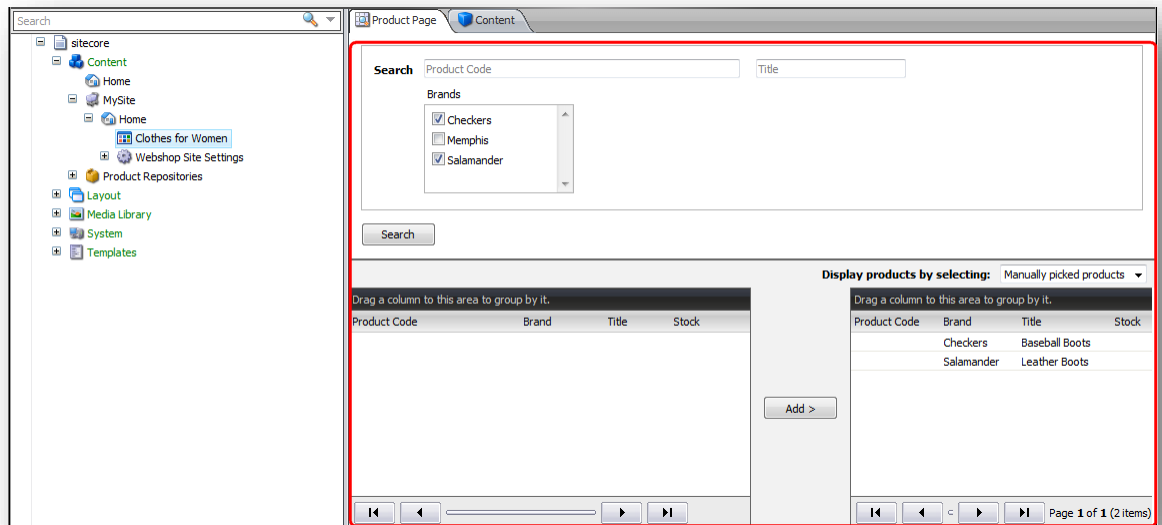 Search
sitecore
Content
Home
MySite
Home
Clothes for Women
Webshop Site Settings
Product Repositories
Layout
Media Library
System
Templates
Product Page Content
Search Product Code Title
Brands
Checkers
Memphis
Salamander
Search
Display products by selecting: Manually picked products
Drag a column to this area to group by it.
Product Code Brand Title Stock
Add >
Drag a column to this area to group by it.
Product Code Brand Title Stock
Checkers Baseball Boots
Salamander Leather Boots
Page 1 of 1 (2 items)